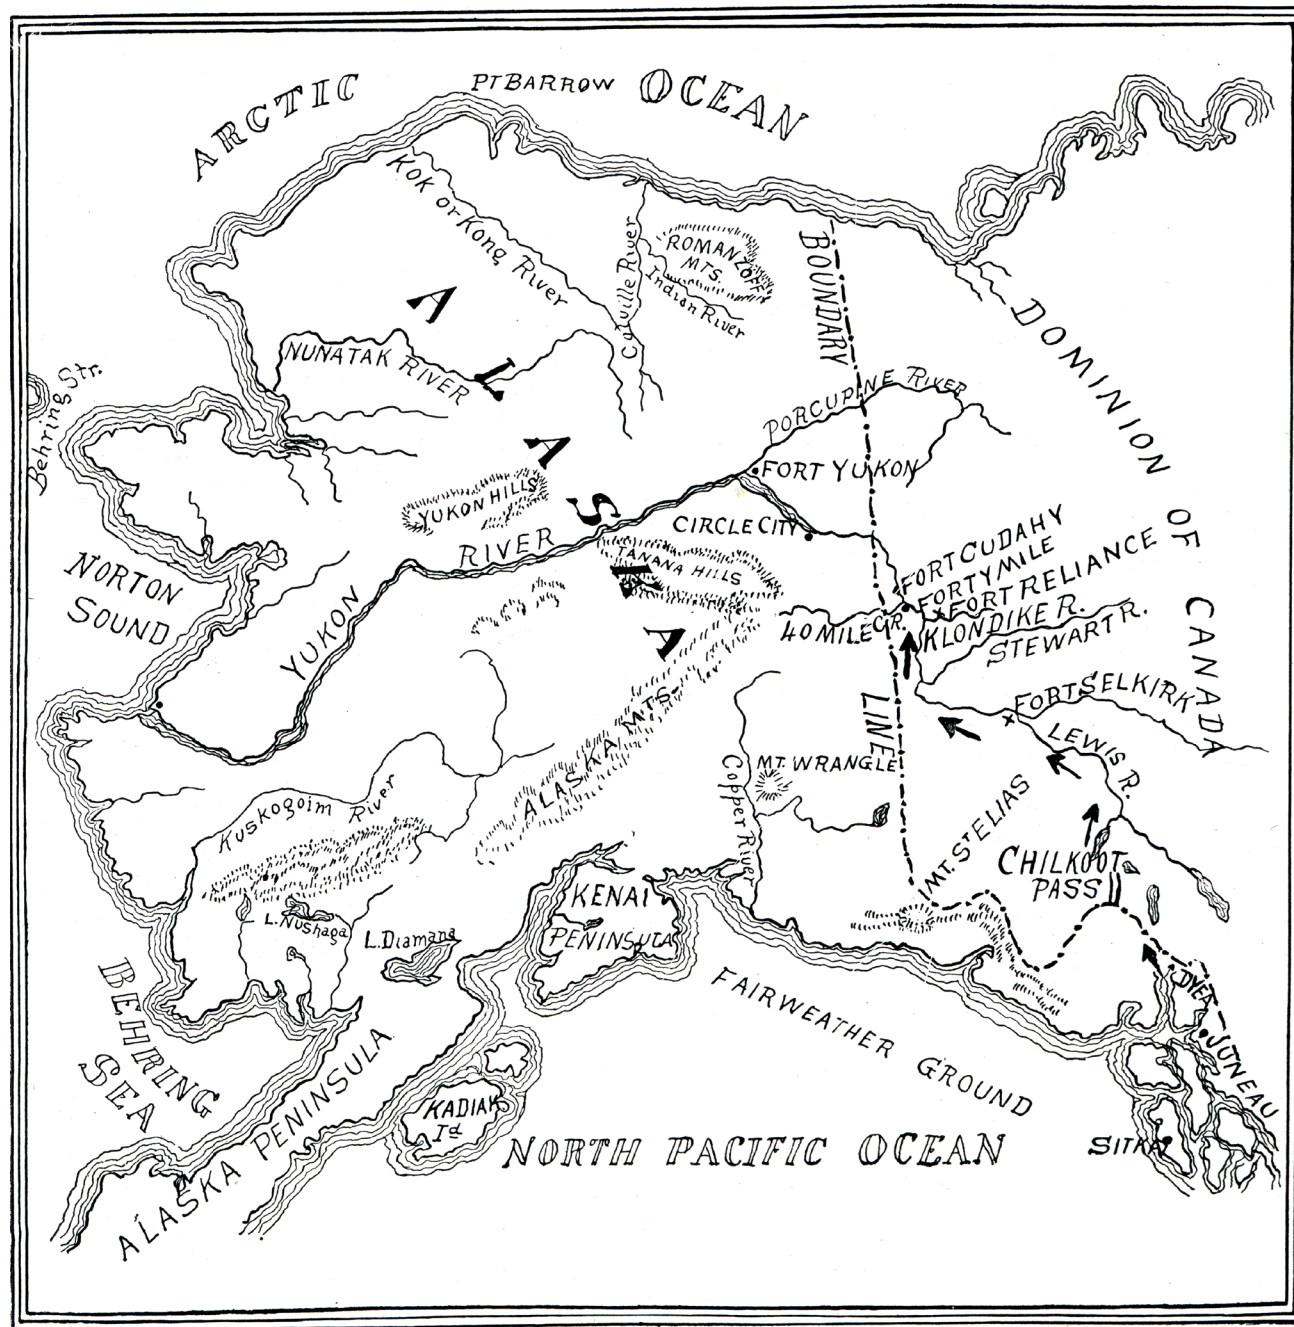 ARCTIC OCEAN
PT BARROW
Kok or Kong River
Colville River
ROMANZOFF
MTS.
Indian River
BOUNDARY
LINE
DOMINION OF CANADA
ALASKA
NUNATAK RIVER
Behring Str.
PORCUPINE RIVER
FORT YUKON
YUKON HILLS
CIRCLE CITY
YUKON RIVER
TANANA HILLS
NORTON
SOUND
FORT CUDAHY
FORTYMILE
FORT RELIANCE
40 MILE CR.
KLONDIKE R.
STEWART R.
FORT SELKIRK
LEWIS R.
ALASKA MTS.
MT. WRANGLE
Copper River
MT. ST ELIAS
CHILKOOT
PASS
Kuskogoim River
L. Nushaga
L. Diamana
KENAI
PENINSULA
DYEA
JUNEAU
FAIRWEATHER GROUND
BEHRING
SEA
ALASKA PENINSULA
KADIAK
Id
SITKA
NORTH PACIFIC OCEAN